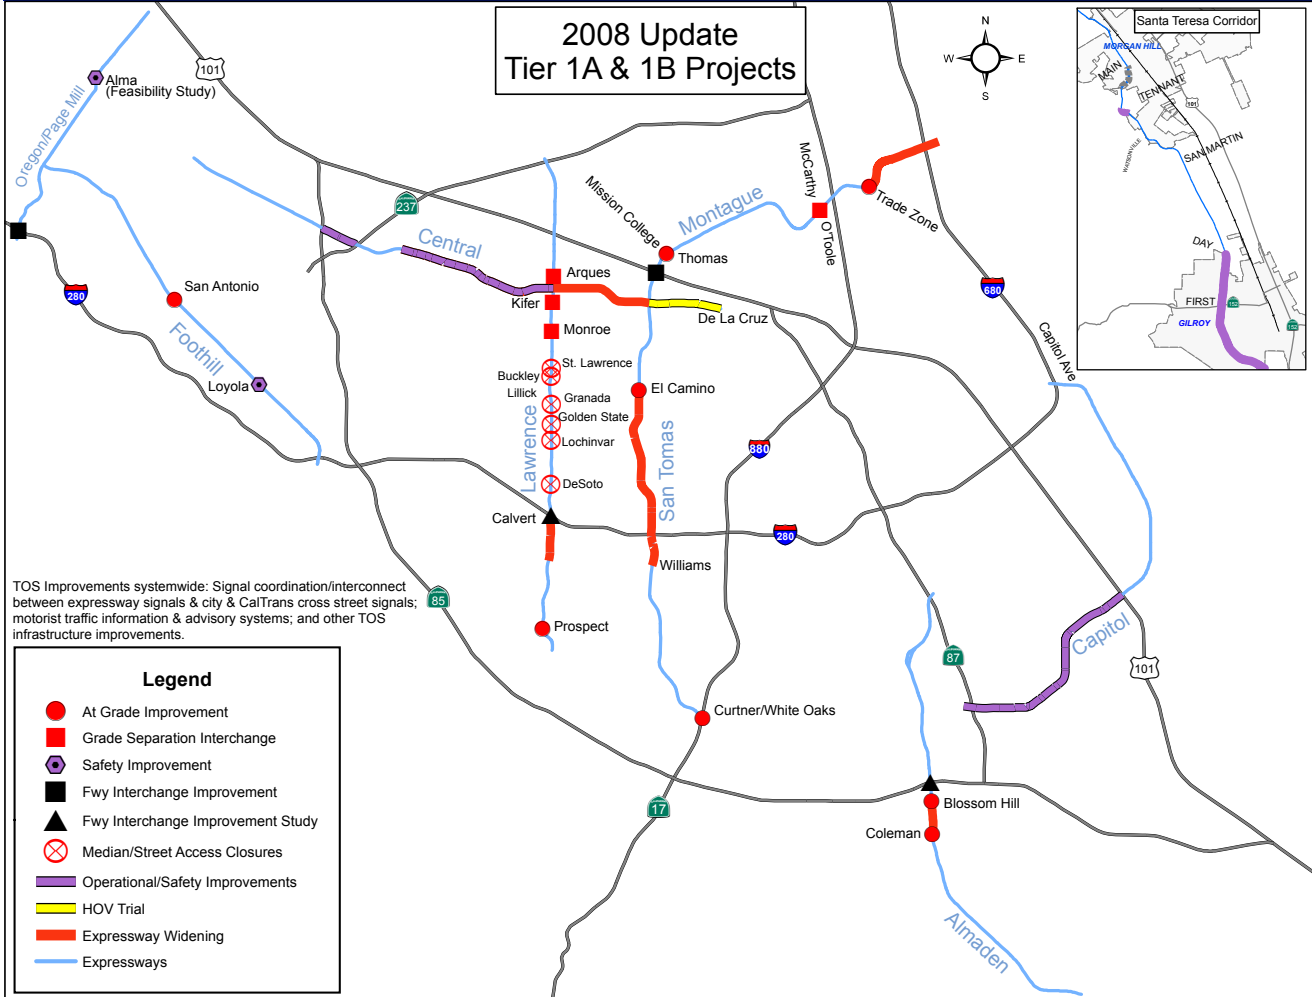 2008 Update
Tier 1A & 1B Projects
N
W
E
S
Santa Teresa Corridor
MORGAN HILL
MAIN
TENNANT
101
WATSONVILLE
SAN MARTIN
DAY
FIRST
152
GILROY
152
101
Alma
(Feasibility Study)
Oregon/Page Mill
237
Mission College
McCarthy
O'Toole
Montague
Trade Zone
Central
Thomas
Arques
Kifer
De La Cruz
Monroe
280
San Antonio
Foothill
Loyola
680
Capitol Ave
St. Lawrence
Buckley
Lillick
Granada
Golden State
Lochinvar
El Camino
Lawrence
San Tomas
DeSoto
880
Calvert
280
Williams
TOS Improvements systemwide: Signal coordination/interconnect
between expressway signals & city & CalTrans cross street signals;
motorist traffic information & advisory systems; and other TOS
infrastructure improvements.
85
Prospect
Capitol
87
101
Curtner/White Oaks
17
Blossom Hill
Coleman
Almaden
Legend
At Grade Improvement
Grade Separation Interchange
Safety Improvement
Fwy Interchange Improvement
Fwy Interchange Improvement Study
Median/Street Access Closures
Operational/Safety Improvements
HOV Trial
Expressway Widening
Expressways